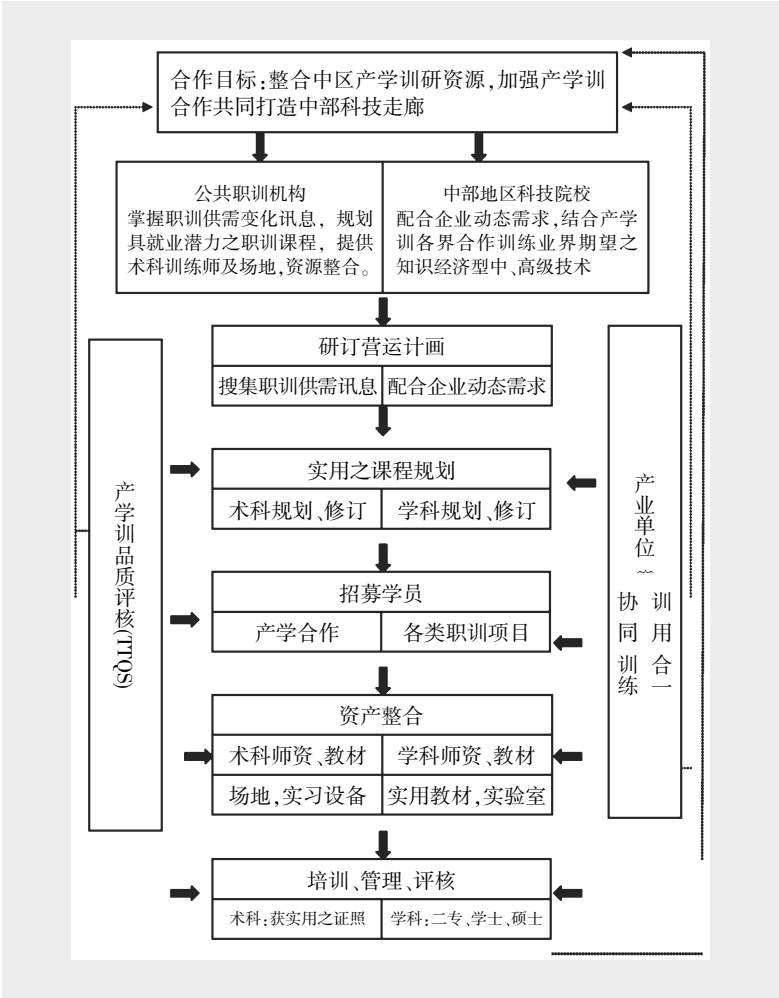 合作目标:整合中区产学训研资源,加强产学训
合作共同打造中部科技走廊
公共职训机构
掌握职训供需变化讯息，规划
具就业潜力之职训课程，提供
术科训练师及场地,资源整合。
中部地区科技院校
配合企业动态需求,结合产学
训各界合作训练业界期望之
知识经济型中、高级技术
研订营运计画
搜集职训供需讯息
配合企业动态需求
实用之课程规划
术科规划、修订
学科规划、修订
招募学员
产学合作
各类职训项目
资产整合
术科师资、教材
学科师资、教材
场地,实习设备
实用教材,实验室
培训、管理、评核
术科:获实用之证照
学科:二专、学士、硕士
产学训品质评核(TTQS)
产业单位﹏
训用合一
协同训练